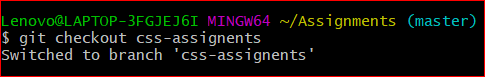 Lenovo@LAPTOP-3FGJEJ6I MINGW64 ~/Assignments (master)
$ git checkout css-assignents
Switched to branch 'css-assignents'